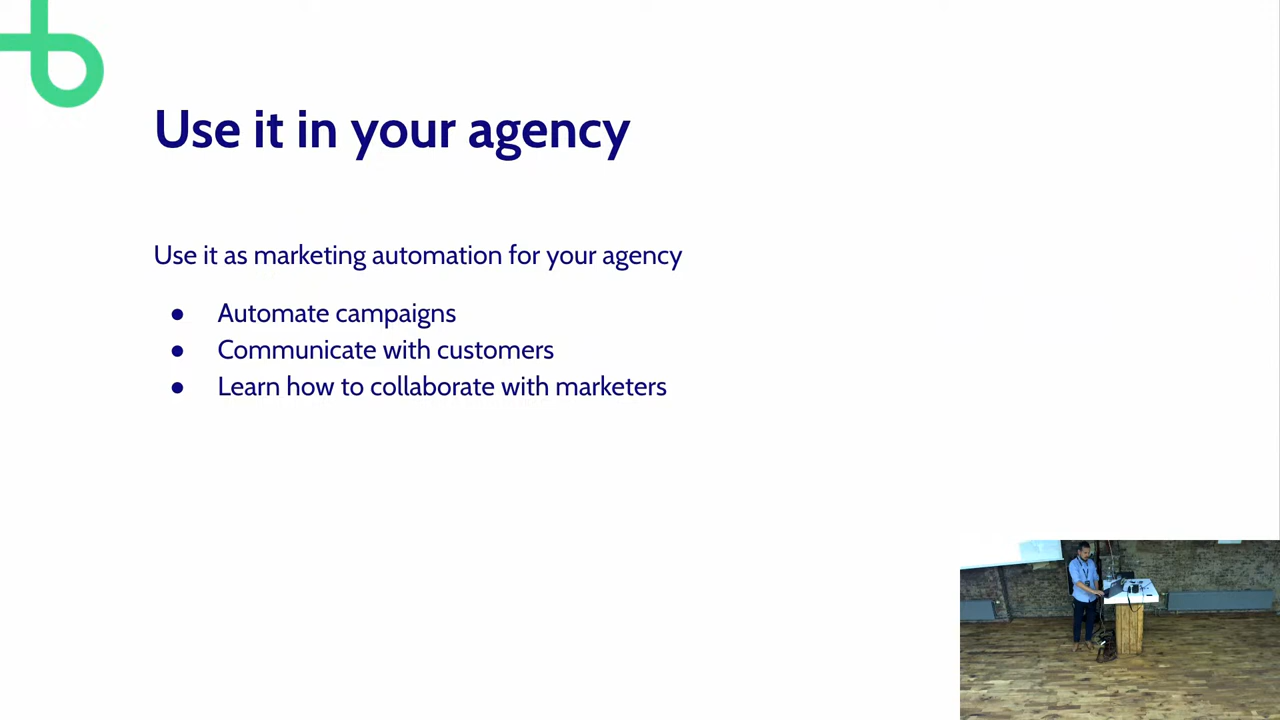 Use it in your agency
Use it as marketing automation for your agency
● Automate campaigns
● Communicate with customers
● Learn how to collaborate with marketers